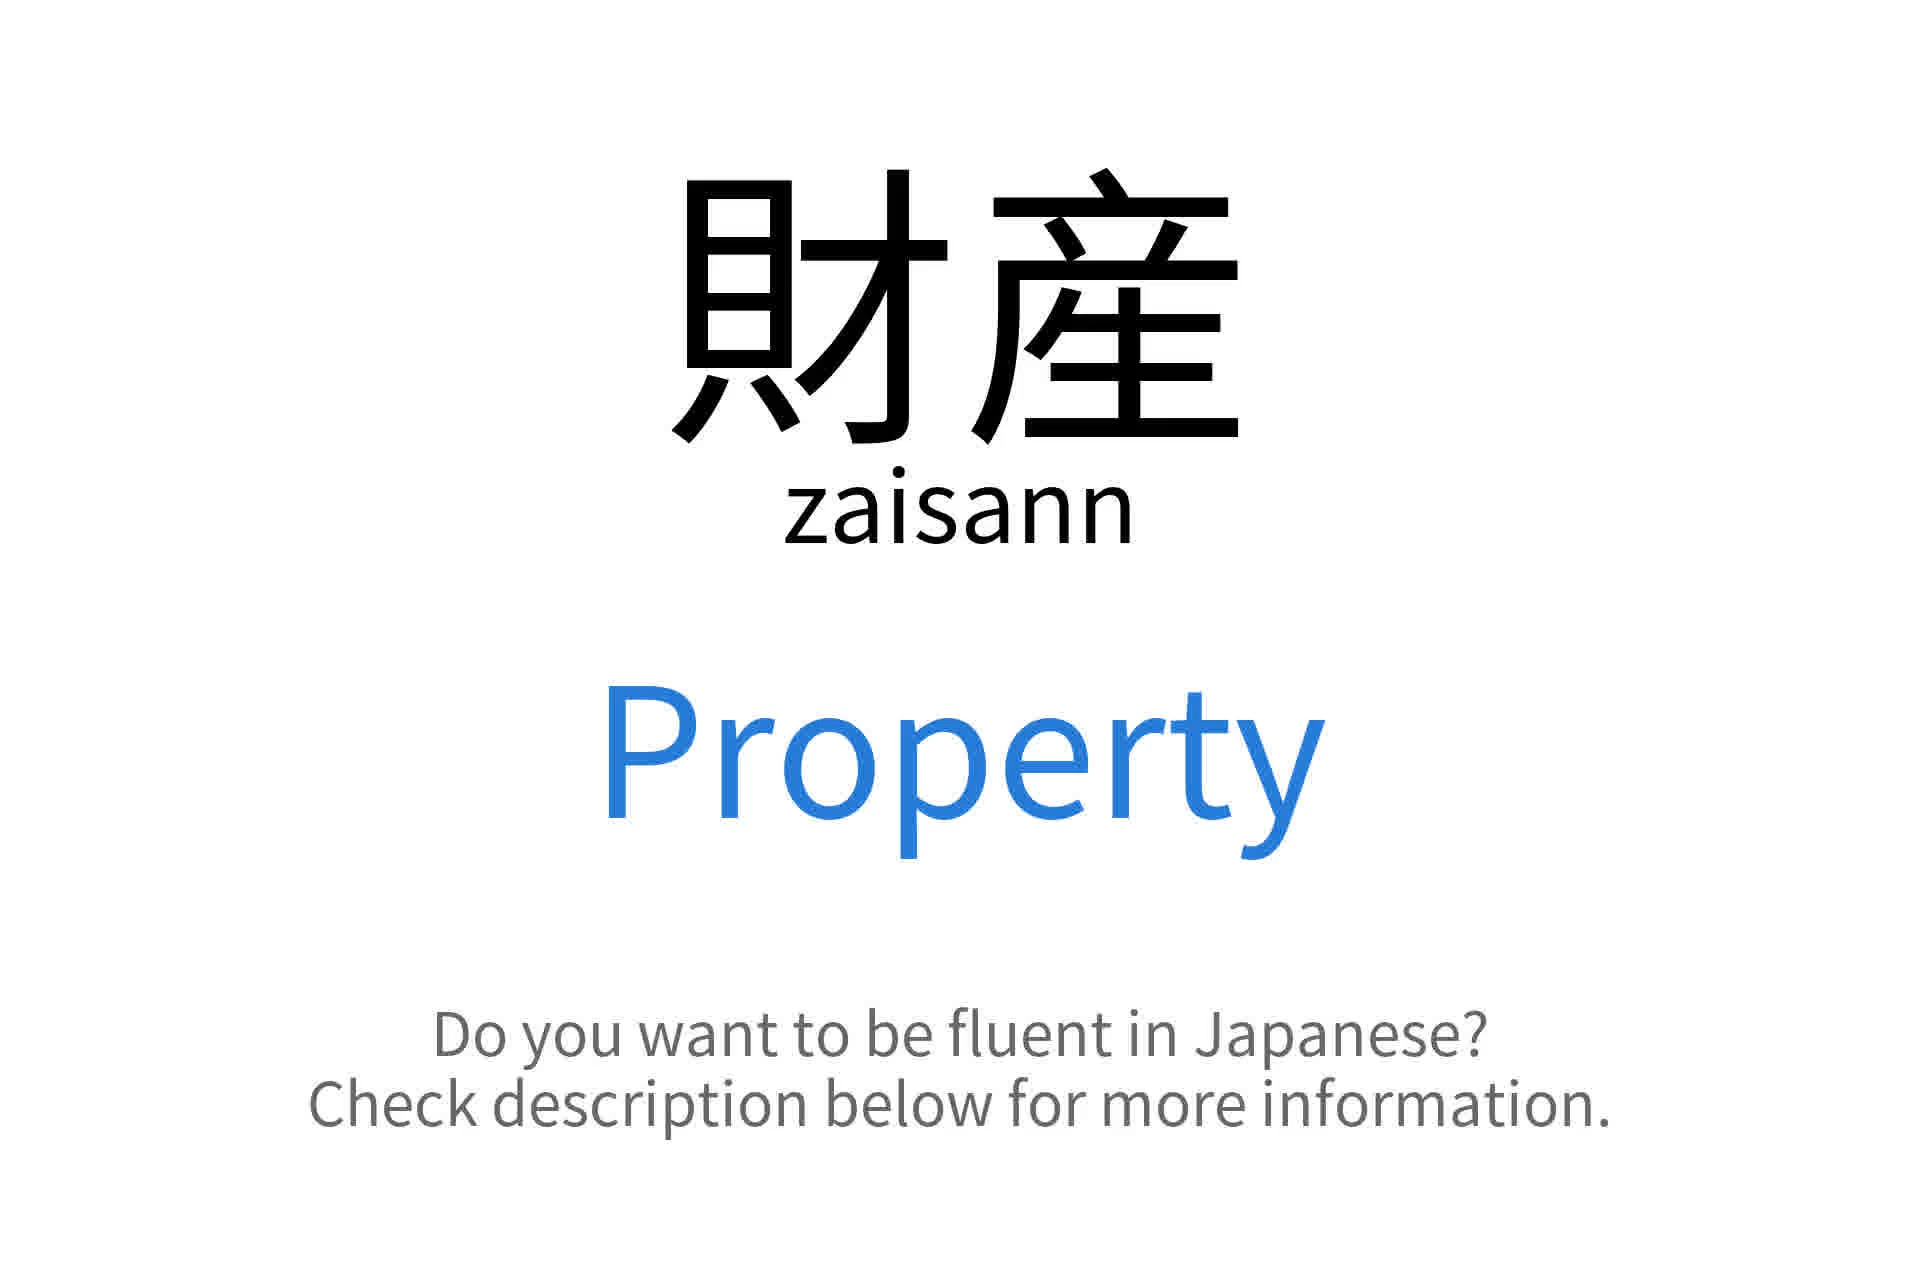 財産
zaisann
Property
Do you want to be fluent in Japanese?
Check description below for more information.